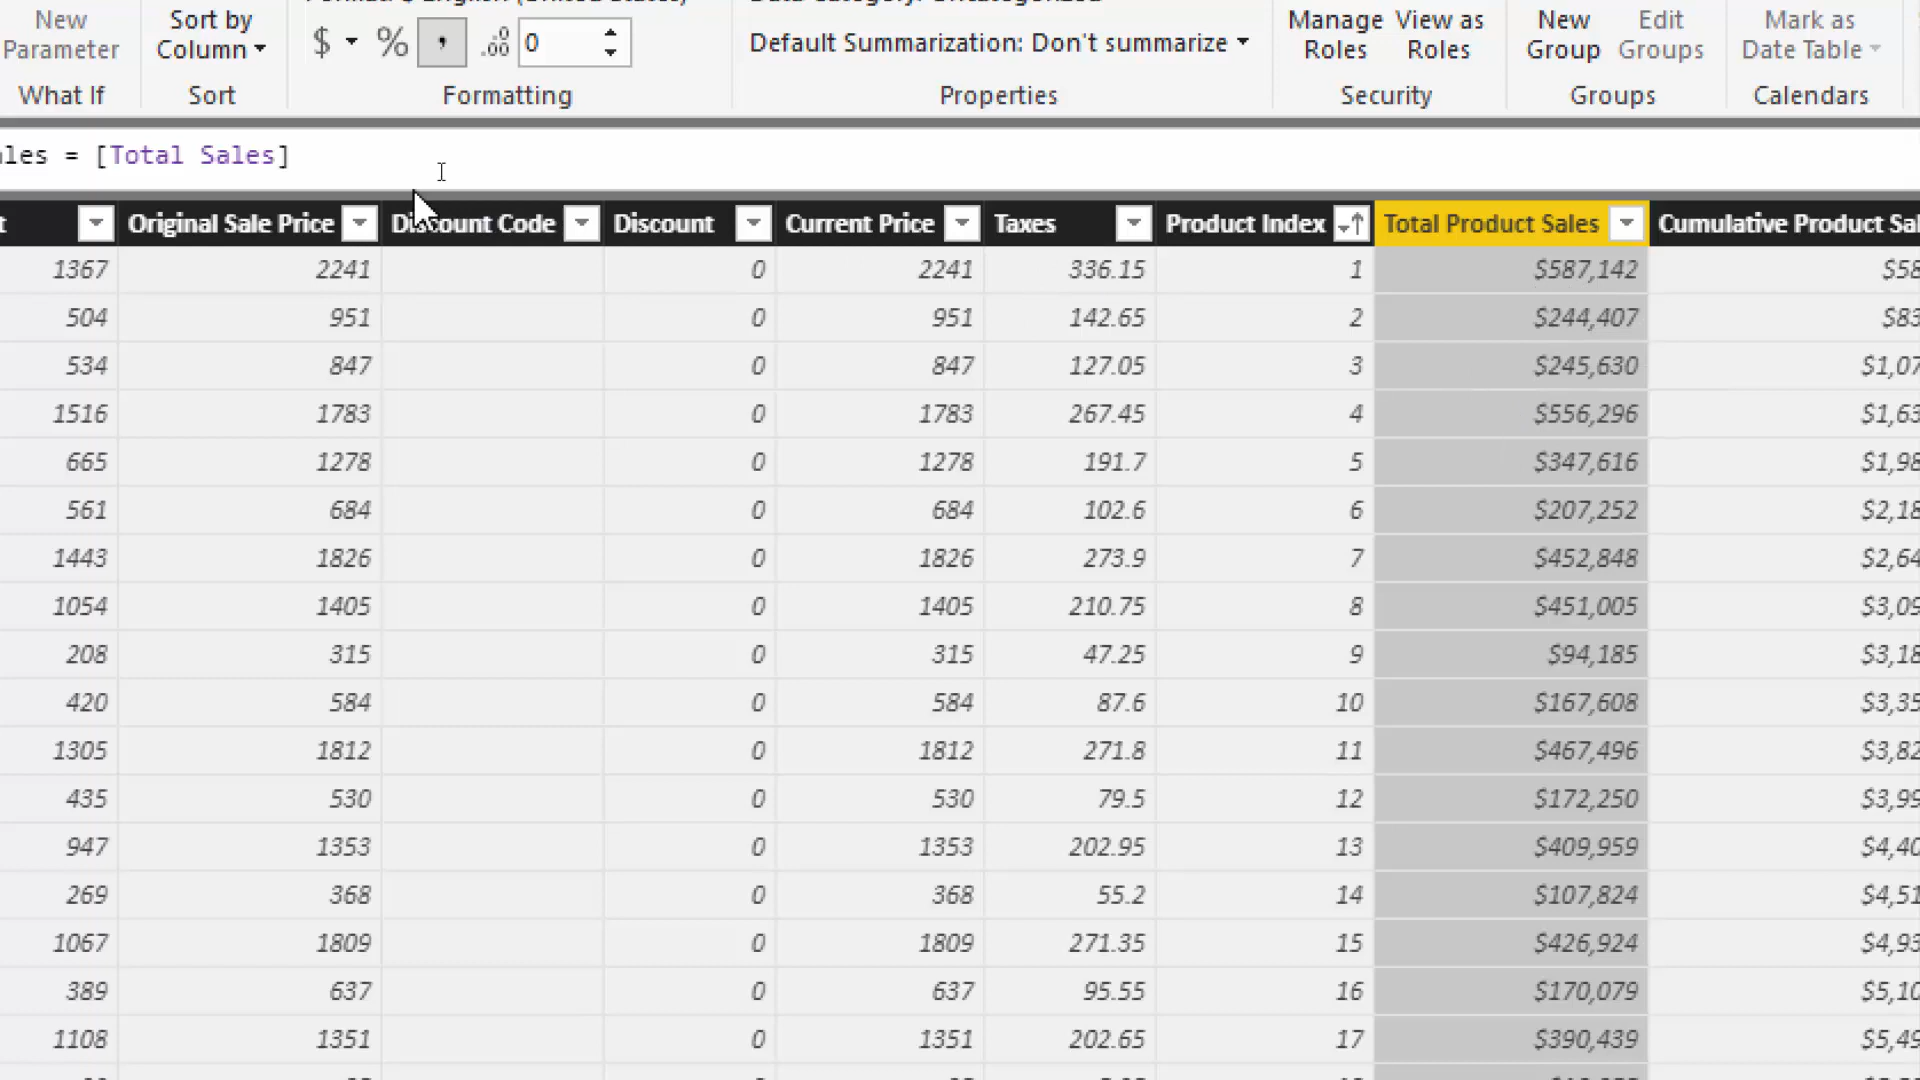 New Parameter
What If
Sort by Column
Sort
$ % , .00 0
Formatting
Default Summarization: Don't summarize
Properties
Manage Roles View as Roles
Security
New Group Edit Groups
Groups
Mark as Date Table
Calendars
ales = [Total Sales]
t Original Sale Price Discount Code Discount Current Price Taxes Product Index Total Product Sales Cumulative Product Sal
1367 2241 0 2241 336.15 1 $587,142 $58
504 951 0 951 142.65 2 $244,407 $83
534 847 0 847 127.05 3 $245,630 $1,07
1516 1783 0 1783 267.45 4 $556,296 $1,63
665 1278 0 1278 191.7 5 $347,616 $1,98
561 684 0 684 102.6 6 $207,252 $2,18
1443 1826 0 1826 273.9 7 $452,848 $2,64
1054 1405 0 1405 210.75 8 $451,005 $3,09
208 315 0 315 47.25 9 $94,185 $3,18
420 584 0 584 87.6 10 $167,608 $3,35
1305 1812 0 1812 271.8 11 $467,496 $3,82
435 530 0 530 79.5 12 $172,250 $3,99
947 1353 0 1353 202.95 13 $409,959 $4,40
269 368 0 368 55.2 14 $107,824 $4,51
1067 1809 0 1809 271.35 15 $426,924 $4,93
389 637 0 637 95.55 16 $170,079 $5,10
1108 1351 0 1351 202.65 17 $390,439 $5,49